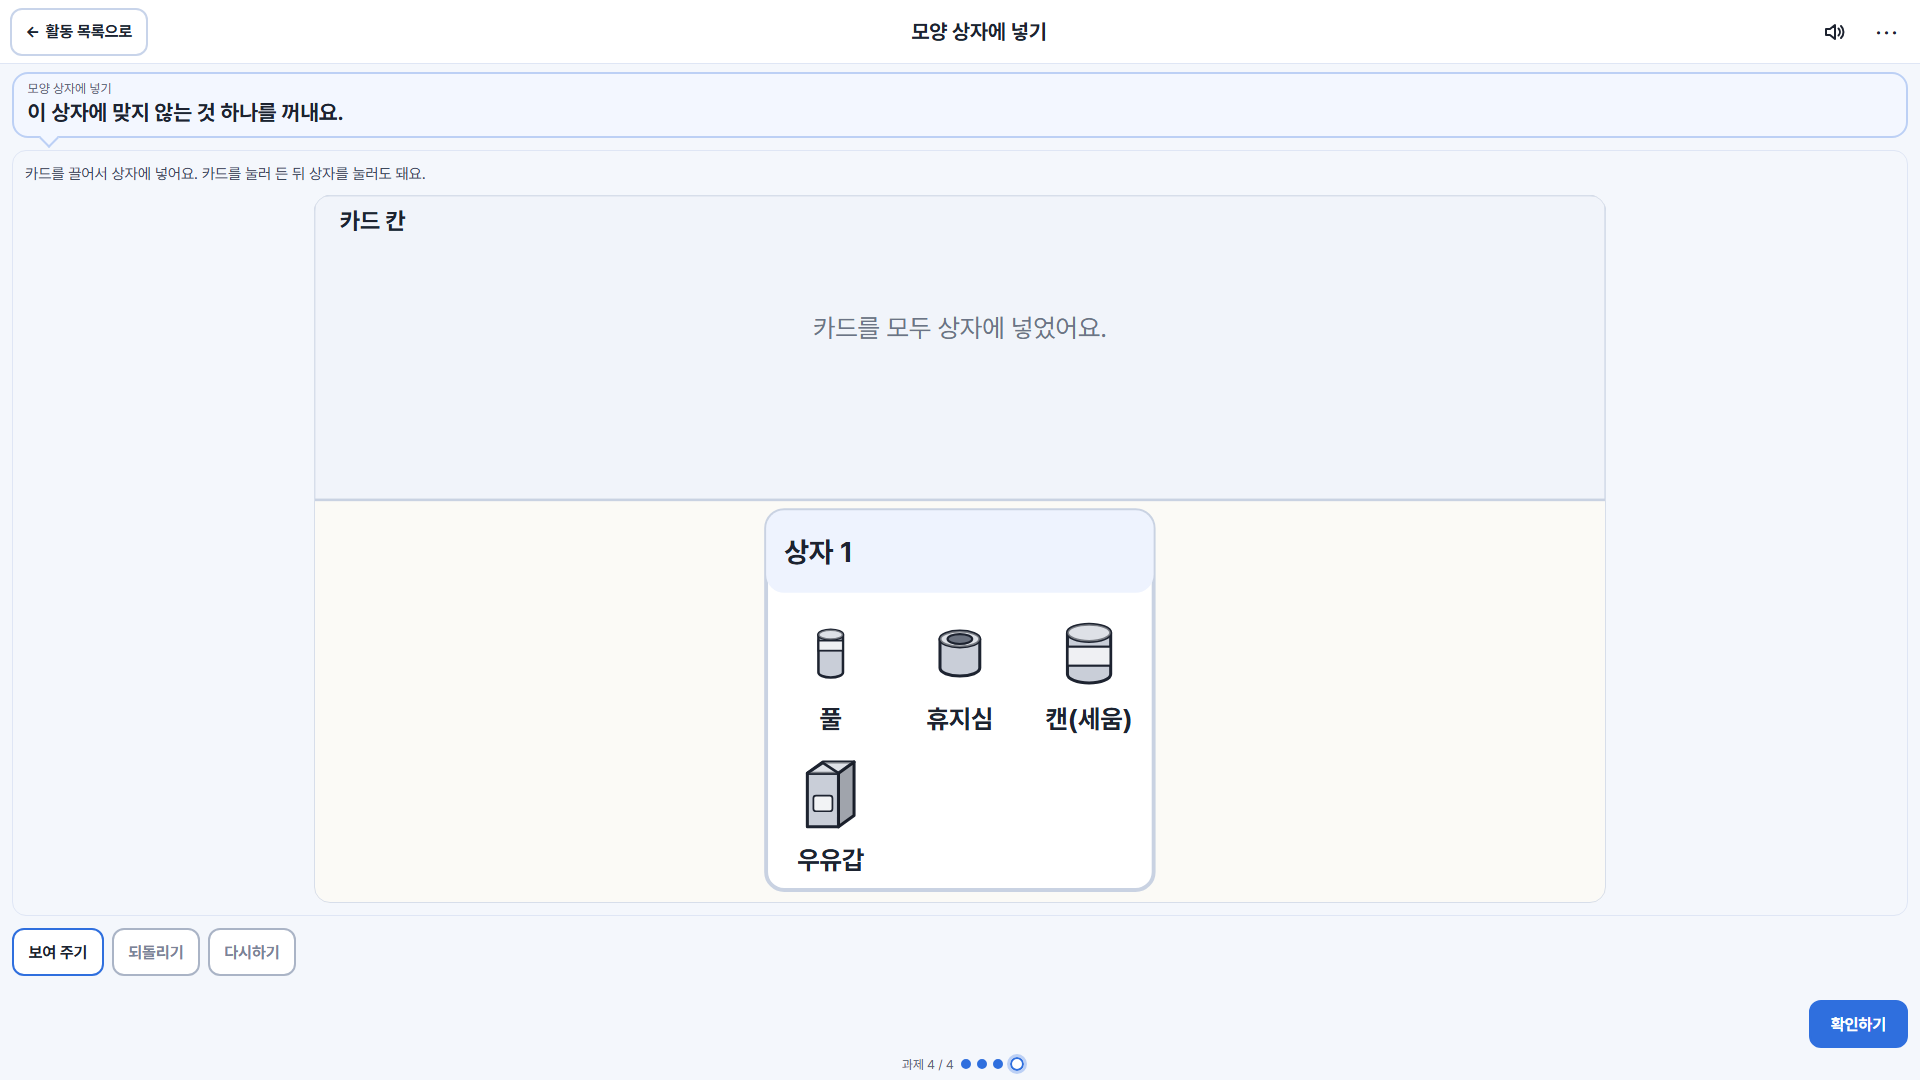 ← 활동 목록으로
모양 상자에 넣기
모양 상자에 넣기
이 상자에 맞지 않는 것 하나를 꺼내요.
카드를 끌어서 상자에 넣어요. 카드를 눌러 든 뒤 상자를 눌러도 돼요.
카드 칸
카드를 모두 상자에 넣었어요.
상자 1
풀
휴지심
캔(세움)
우유갑
보여 주기
되돌리기
다시하기
확인하기
과제 4 / 4